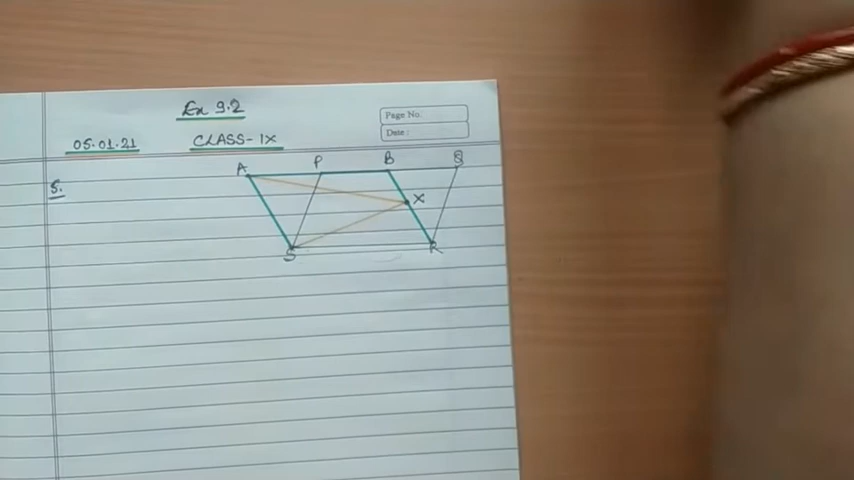 Ex 9.2
Page No.
Date :
05.01.21 CLASS-IX
5.
A P B Q
X
S R